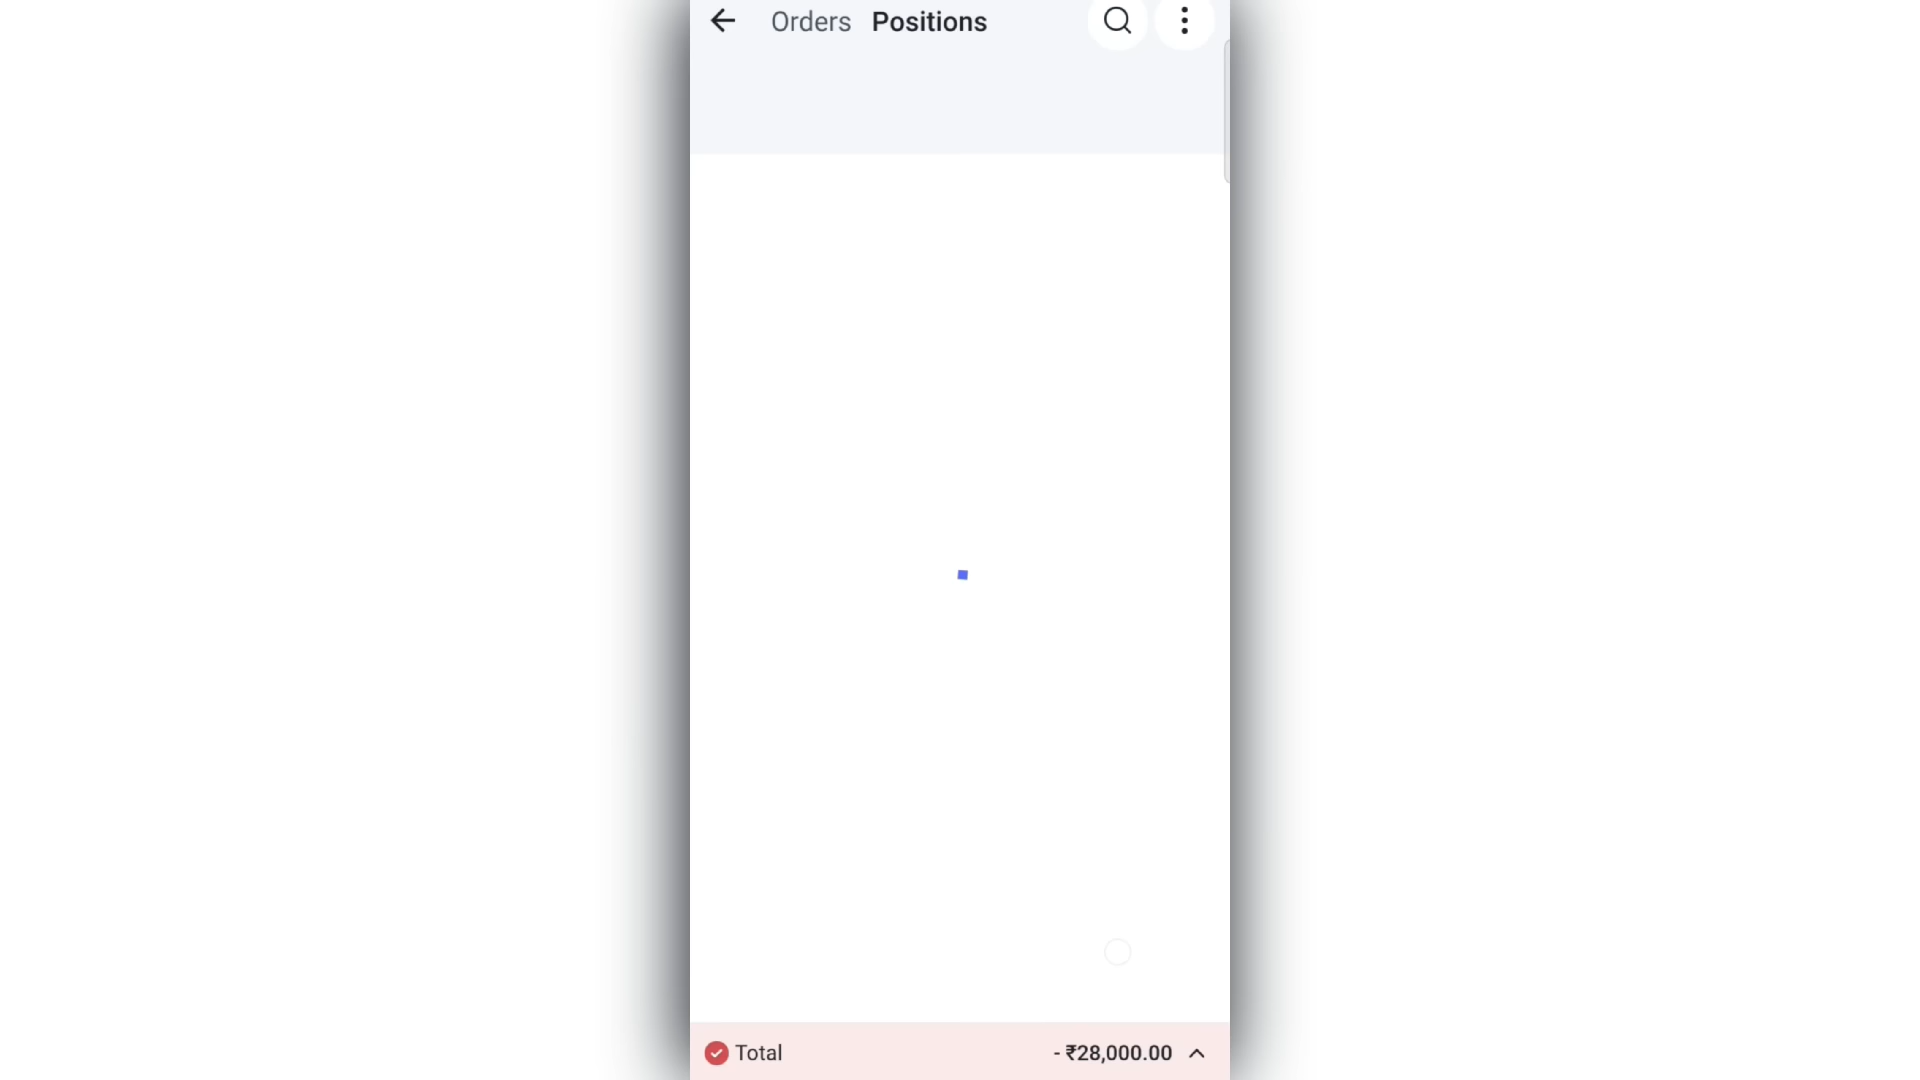 Orders Positions
Total - ₹28,000.00